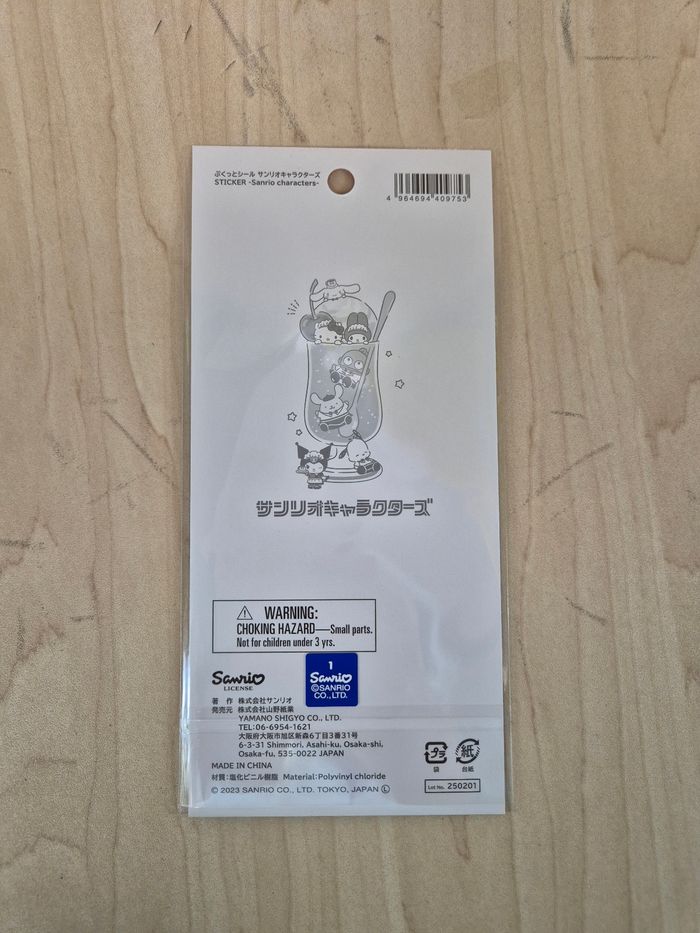 ぷくっとシール サンリオキャラクターズ
STICKER -Sanrio characters-
4 964694 409753
サンリオキャラクターズ
WARNING:
CHOKING HAZARD—Small parts.
Not for children under 3 yrs.
Sanrio
LICENSE
1
Sanrio
©SANRIO
CO., LTD.
著 作 株式会社サンリオ
発売元 株式会社山野紙業
YAMANO SHIGYO CO., LTD.
TEL:06-6954-1621
大阪府大阪市旭区新森6丁目3番31号
6-3-31 Shinmori, Asahi-ku, Osaka-shi,
Osaka-fu, 535-0022 JAPAN
MADE IN CHINA
材質:塩化ビニル樹脂 Material:Polyvinyl chloride
© 2023 SANRIO CO., LTD. TOKYO, JAPAN Ⓛ
プラ
袋
紙
台紙
Lot No. 250201